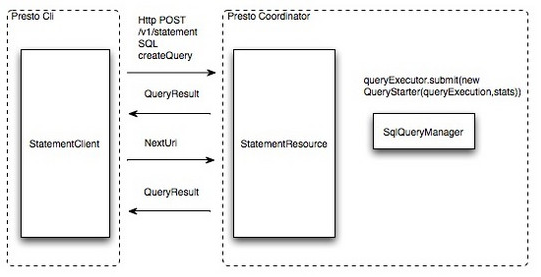 Presto Cli
Presto Coordinator
Http POST
/v1/statement
SQL
createQuery
QueryResult
NextUri
QueryResult
StatementClient
StatementResource
queryExecutor.submit(new
QueryStarter(queryExecution,stats))
SqlQueryManager